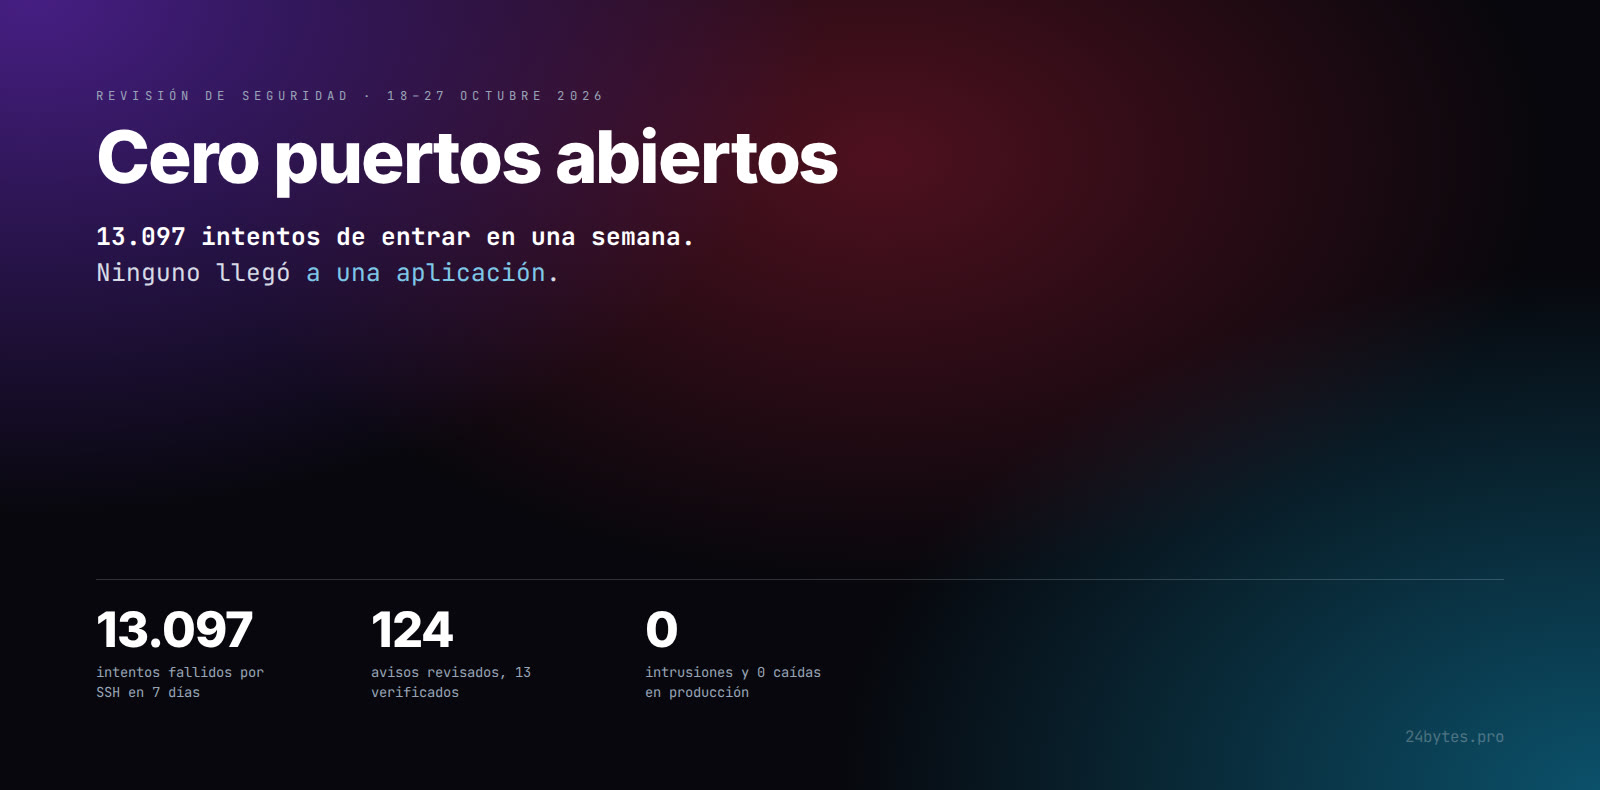 REVISIÓN DE SEGURIDAD · 18–27 OCTUBRE 2026
Cero puertos abiertos
13.097 intentos de entrar en una semana.
Ninguno llegó a una aplicación.
13.097
intentos fallidos por
SSH en 7 días
124
avisos revisados, 13
verificados
0
intrusiones y 0 caídas
en producción
24bytes.pro